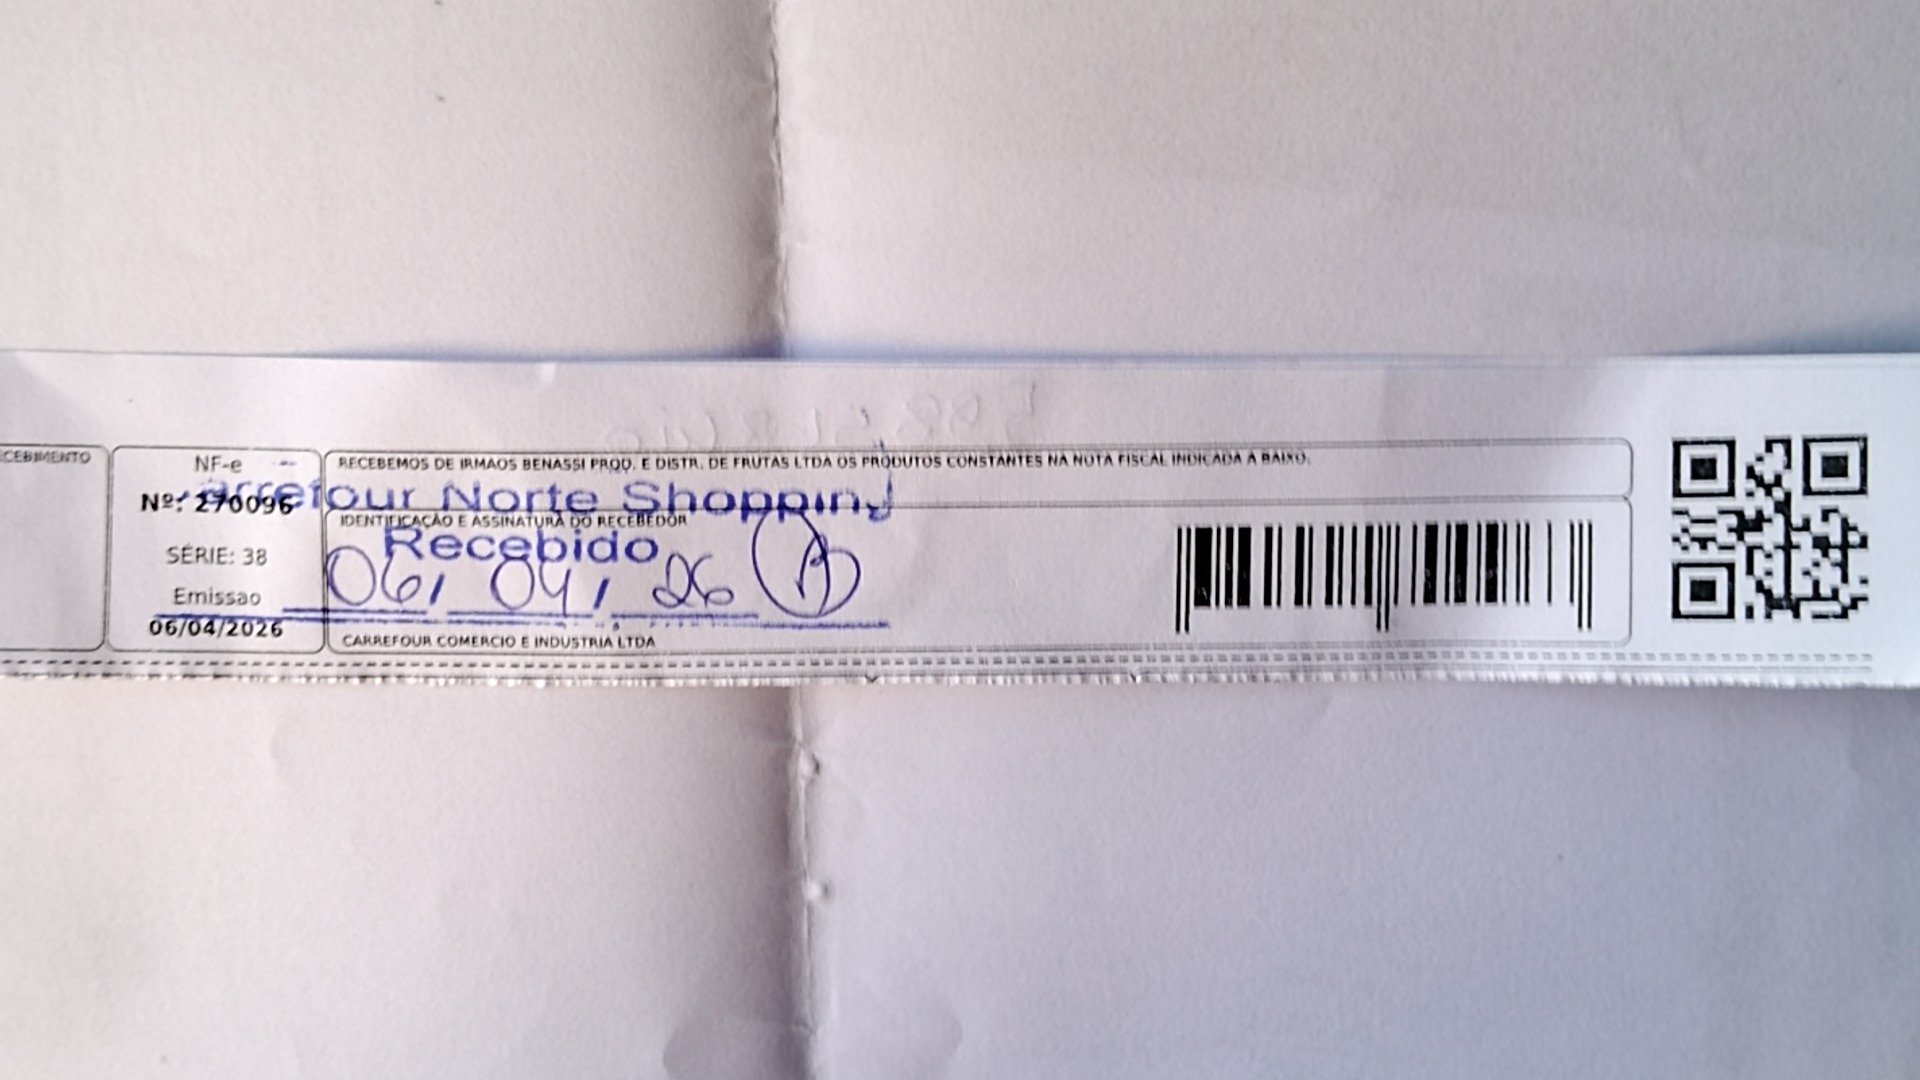 CEBIMENTO
NF-e
Nº: 270096
SÉRIE: 38
Emissao
06/04/2026
RECEBEMOS DE IRMAOS BENASSI PROD. E DISTR. DE FRUTAS LTDA OS PRODUTOS CONSTANTES NA NOTA FISCAL INDICADA A BAIXO.
arrefour Norte Shopping
IDENTIFICAÇÃO E ASSINATURA DO RECEBEDOR
Recebido
06/ 04/ 26
CARREFOUR COMERCIO E INDUSTRIA LTDA